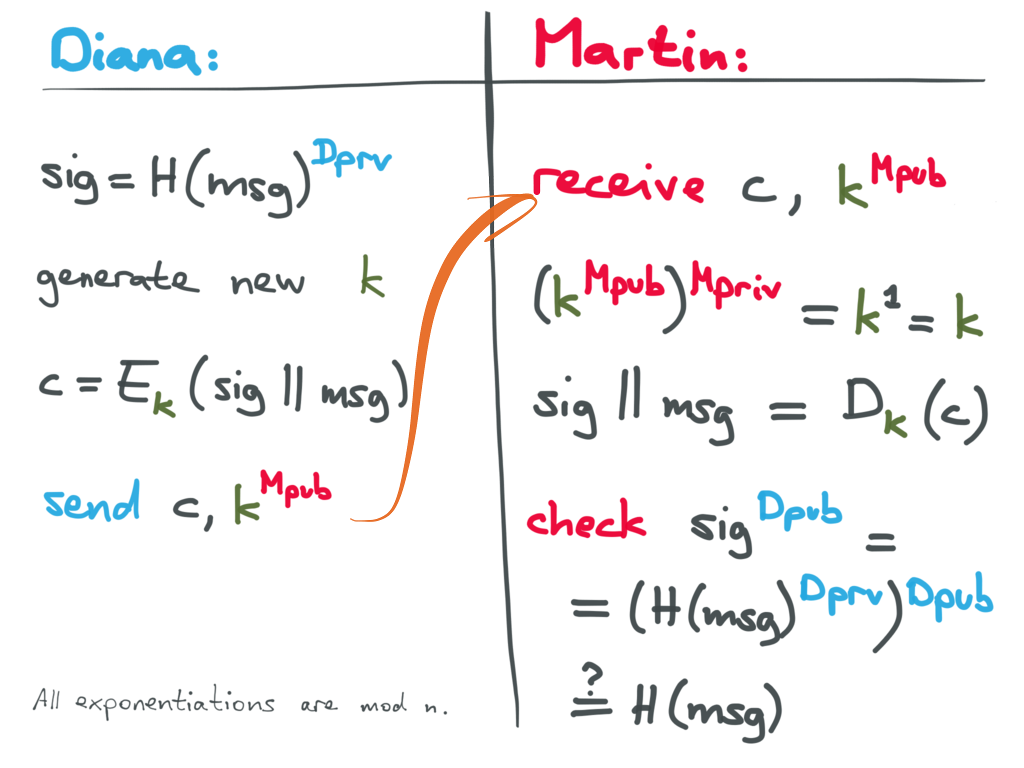 Diana:
sig = H(msg)^Dprv
generate new k
c = E_k (sig || msg)
send c, k^Mpub
All exponentiations are mod n.
Martin:
receive c, k^Mpub
(k^Mpub)^Mpriv = k^1 = k
sig || msg = D_k (c)
check sig^Dpub =
= (H(msg)^Dprv)^Dpub
≟ H(msg)